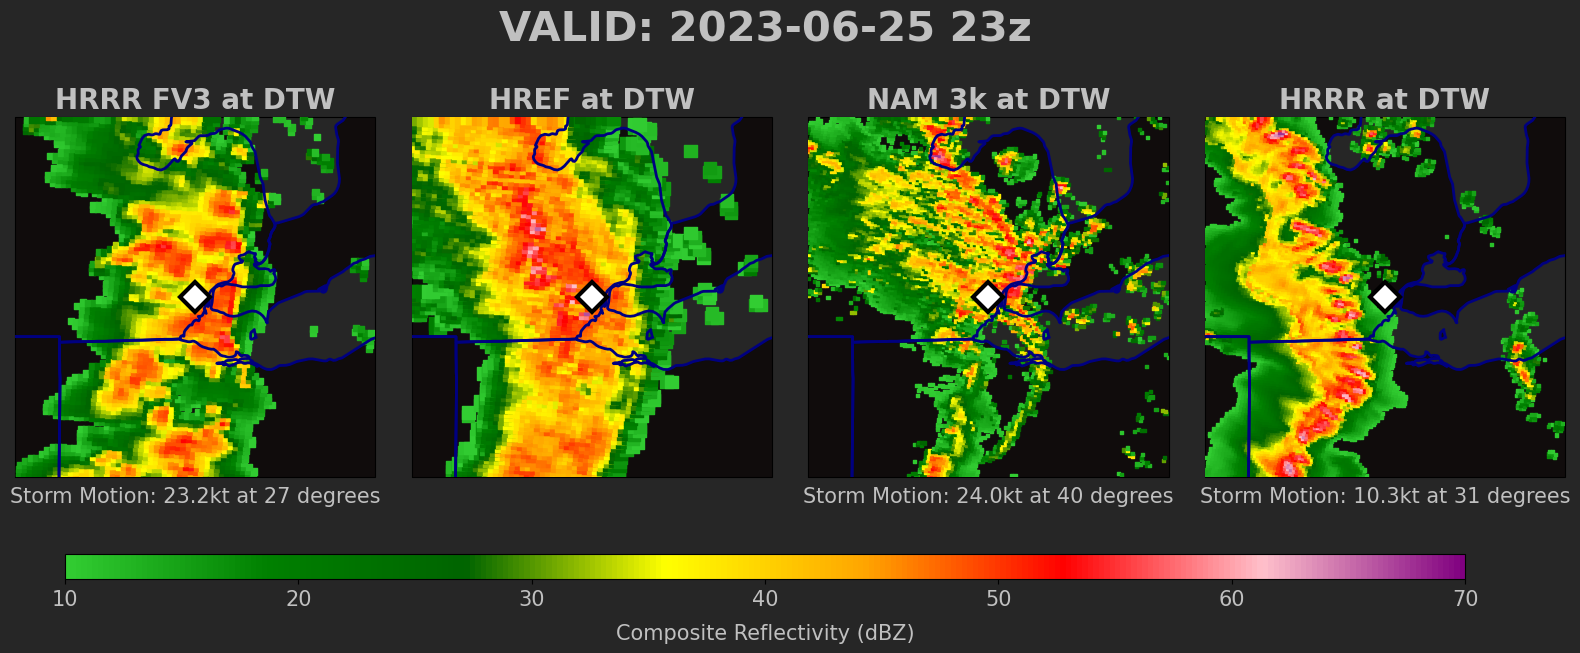 VALID: 2023-06-25 23z
HRRR FV3 at DTW
HREF at DTW
NAM 3k at DTW
HRRR at DTW
Storm Motion: 23.2kt at 27 degrees
Storm Motion: 24.0kt at 40 degrees
Storm Motion: 10.3kt at 31 degrees
10 20 30 40 50 60 70
Composite Reflectivity (dBZ)